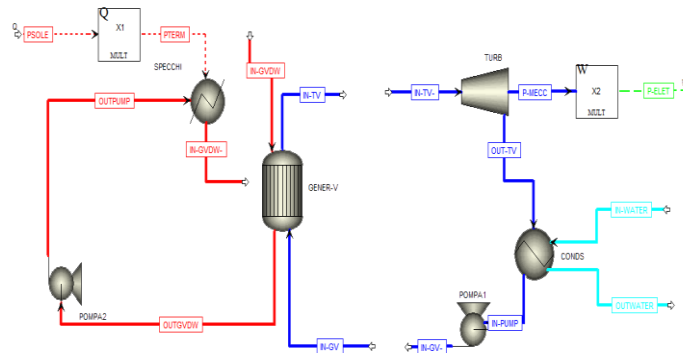 Q
PSOLE
Q
X1
MULT
PTERM
SPECCHI
OUTPUMP
IN-GVDW
IN-TV
IN-GVDW-
GENER-V
POMPA2
OUTGVDW
IN-GV
TURB
IN-TV-
P-MECC
W
X2
MULT
P-ELET
OUT-TV
IN-WATER
CONDS
OUTWATER
POMPA1
IN-PUMP
IN-GV-